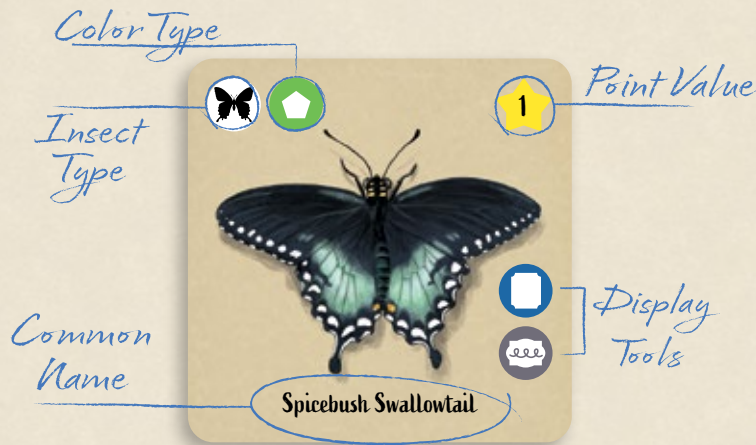 Color Type
Point Value
1
Insect
Type
Display
Tools
Common
Name
Spicebush Swallowtail